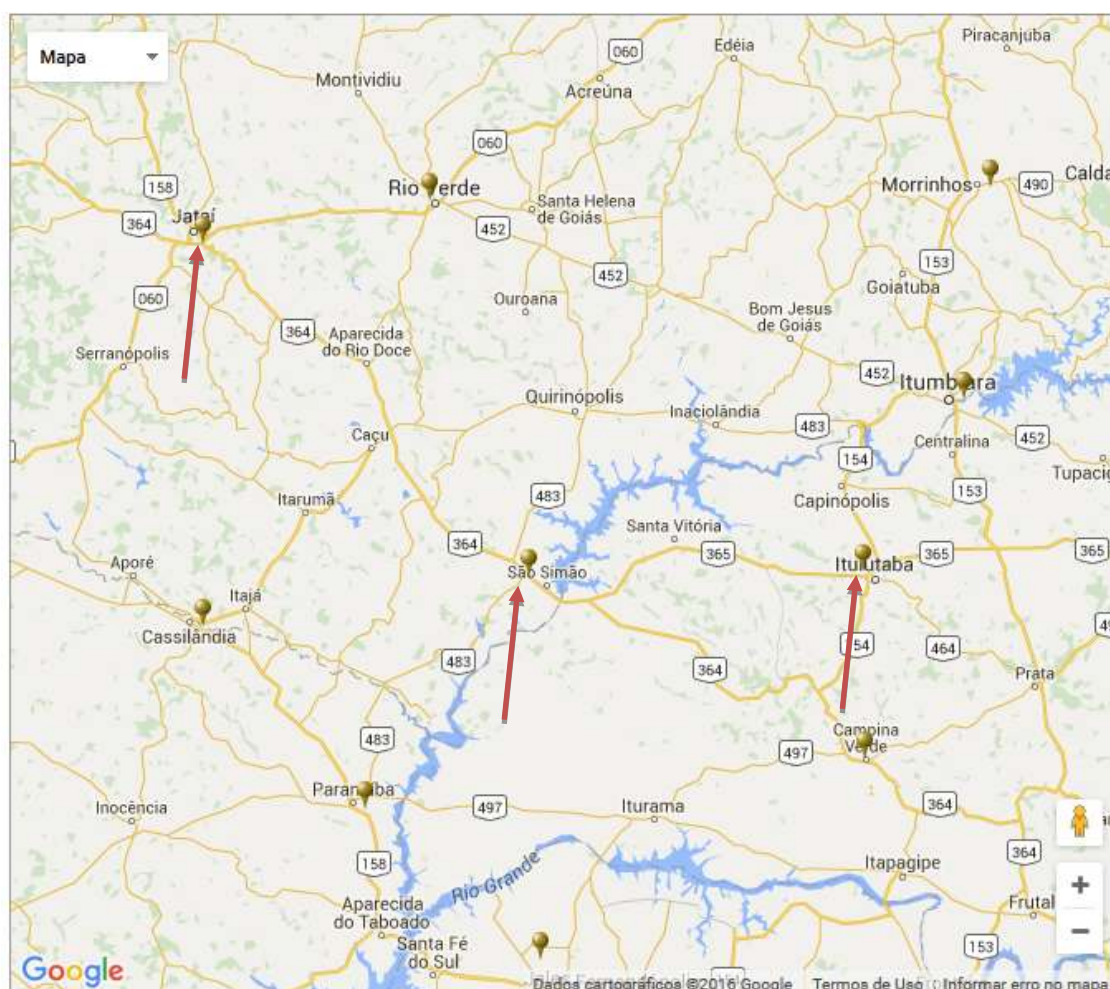 Mapa
Piracanjuba
Edéia
060
Montividiu
Acreúna
060
158
Rio Verde
Morrinhos
490
Calda
Jataí
364
Santa Helena
de Goiás
452
153
452
Goiatuba
060
Ouroana
Bom Jesus
de Goiás
364
Aparecida
do Rio Doce
Serranópolis
452
Itumbiara
Quirinópolis
Inaciolândia
483
Caçu
Centralina
452
154
Tupacig
Itarumã
483
Capinópolis
153
Santa Vitória
364
365
365
365
Aporé
São Simão
Ituiutaba
Itajá
Cassilândia
483
154
464
364
Prata
483
Campina
Verde
497
Paranaíba
497
Iturama
364
Inocência
158
Rio Grande
Itapagipe
364
Aparecida
do Taboado
Frutal
Santa Fé
do Sul
153
Google
Dados cartográficos ©2016 Google
Termos de Uso
Informar erro no mapa